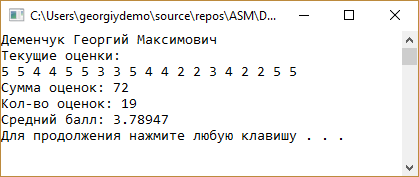 C:\Users\georgiydemo\source\repos\ASM\D...
Деменчук Георгий Максимович
Текущие оценки:
5 5 4 4 5 5 3 3 5 4 4 2 2 3 4 2 2 5 5
Сумма оценок: 72
Кол-во оценок: 19
Средний балл: 3.78947
Для продолжения нажмите любую клавишу . . .